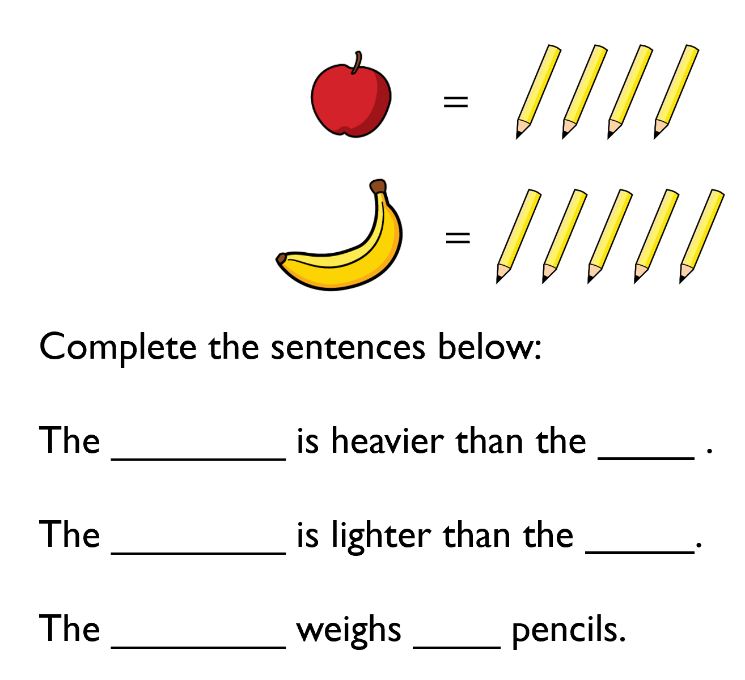 =
=
Complete the sentences below:
The _________ is heavier than the _____ .
The _________ is lighter than the _____.
The _________ weighs ____ pencils.